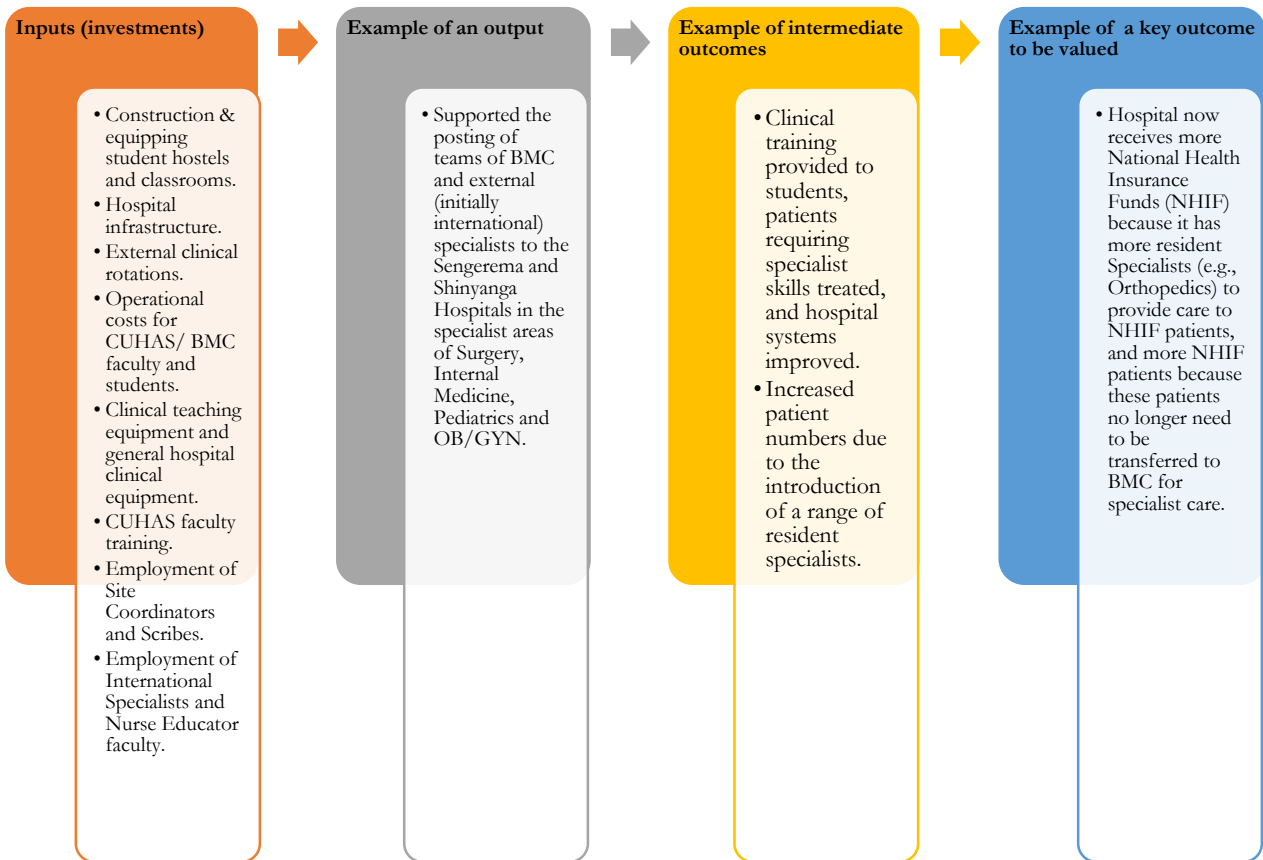 Inputs (investments)
• Construction &
equipping
student hostels
and classrooms.
• Hospital
infrastructure.
• External clinical
rotations.
• Operational
costs for
CUHAS/ BMC
faculty and
students.
• Clinical teaching
equipment and
general hospital
clinical
equipment.
• CUHAS faculty
training.
• Employment of
Site
Coordinators
and Scribes.
• Employment of
International
Specialists and
Nurse Educator
faculty.
Example of an output
• Supported the
posting of
teams of BMC
and external
(initially
international)
specialists to the
Sengerema and
Shinyanga
Hospitals in the
specialist areas
of Surgery,
Internal
Medicine,
Pediatrics and
OB/GYN.
Example of intermediate
outcomes
• Clinical
training
provided to
students,
patients
requiring
specialist
skills treated,
and hospital
systems
improved.
• Increased
patient
numbers due
to the
introduction
of a range of
resident
specialists.
Example of a key outcome
to be valued
• Hospital now
receives more
National Health
Insurance
Funds (NHIF)
because it has
more resident
Specialists (e.g.,
Orthopedics) to
provide care to
NHIF patients,
and more NHIF
patients because
these patients
no longer need
to be
transferred to
BMC for
specialist care.